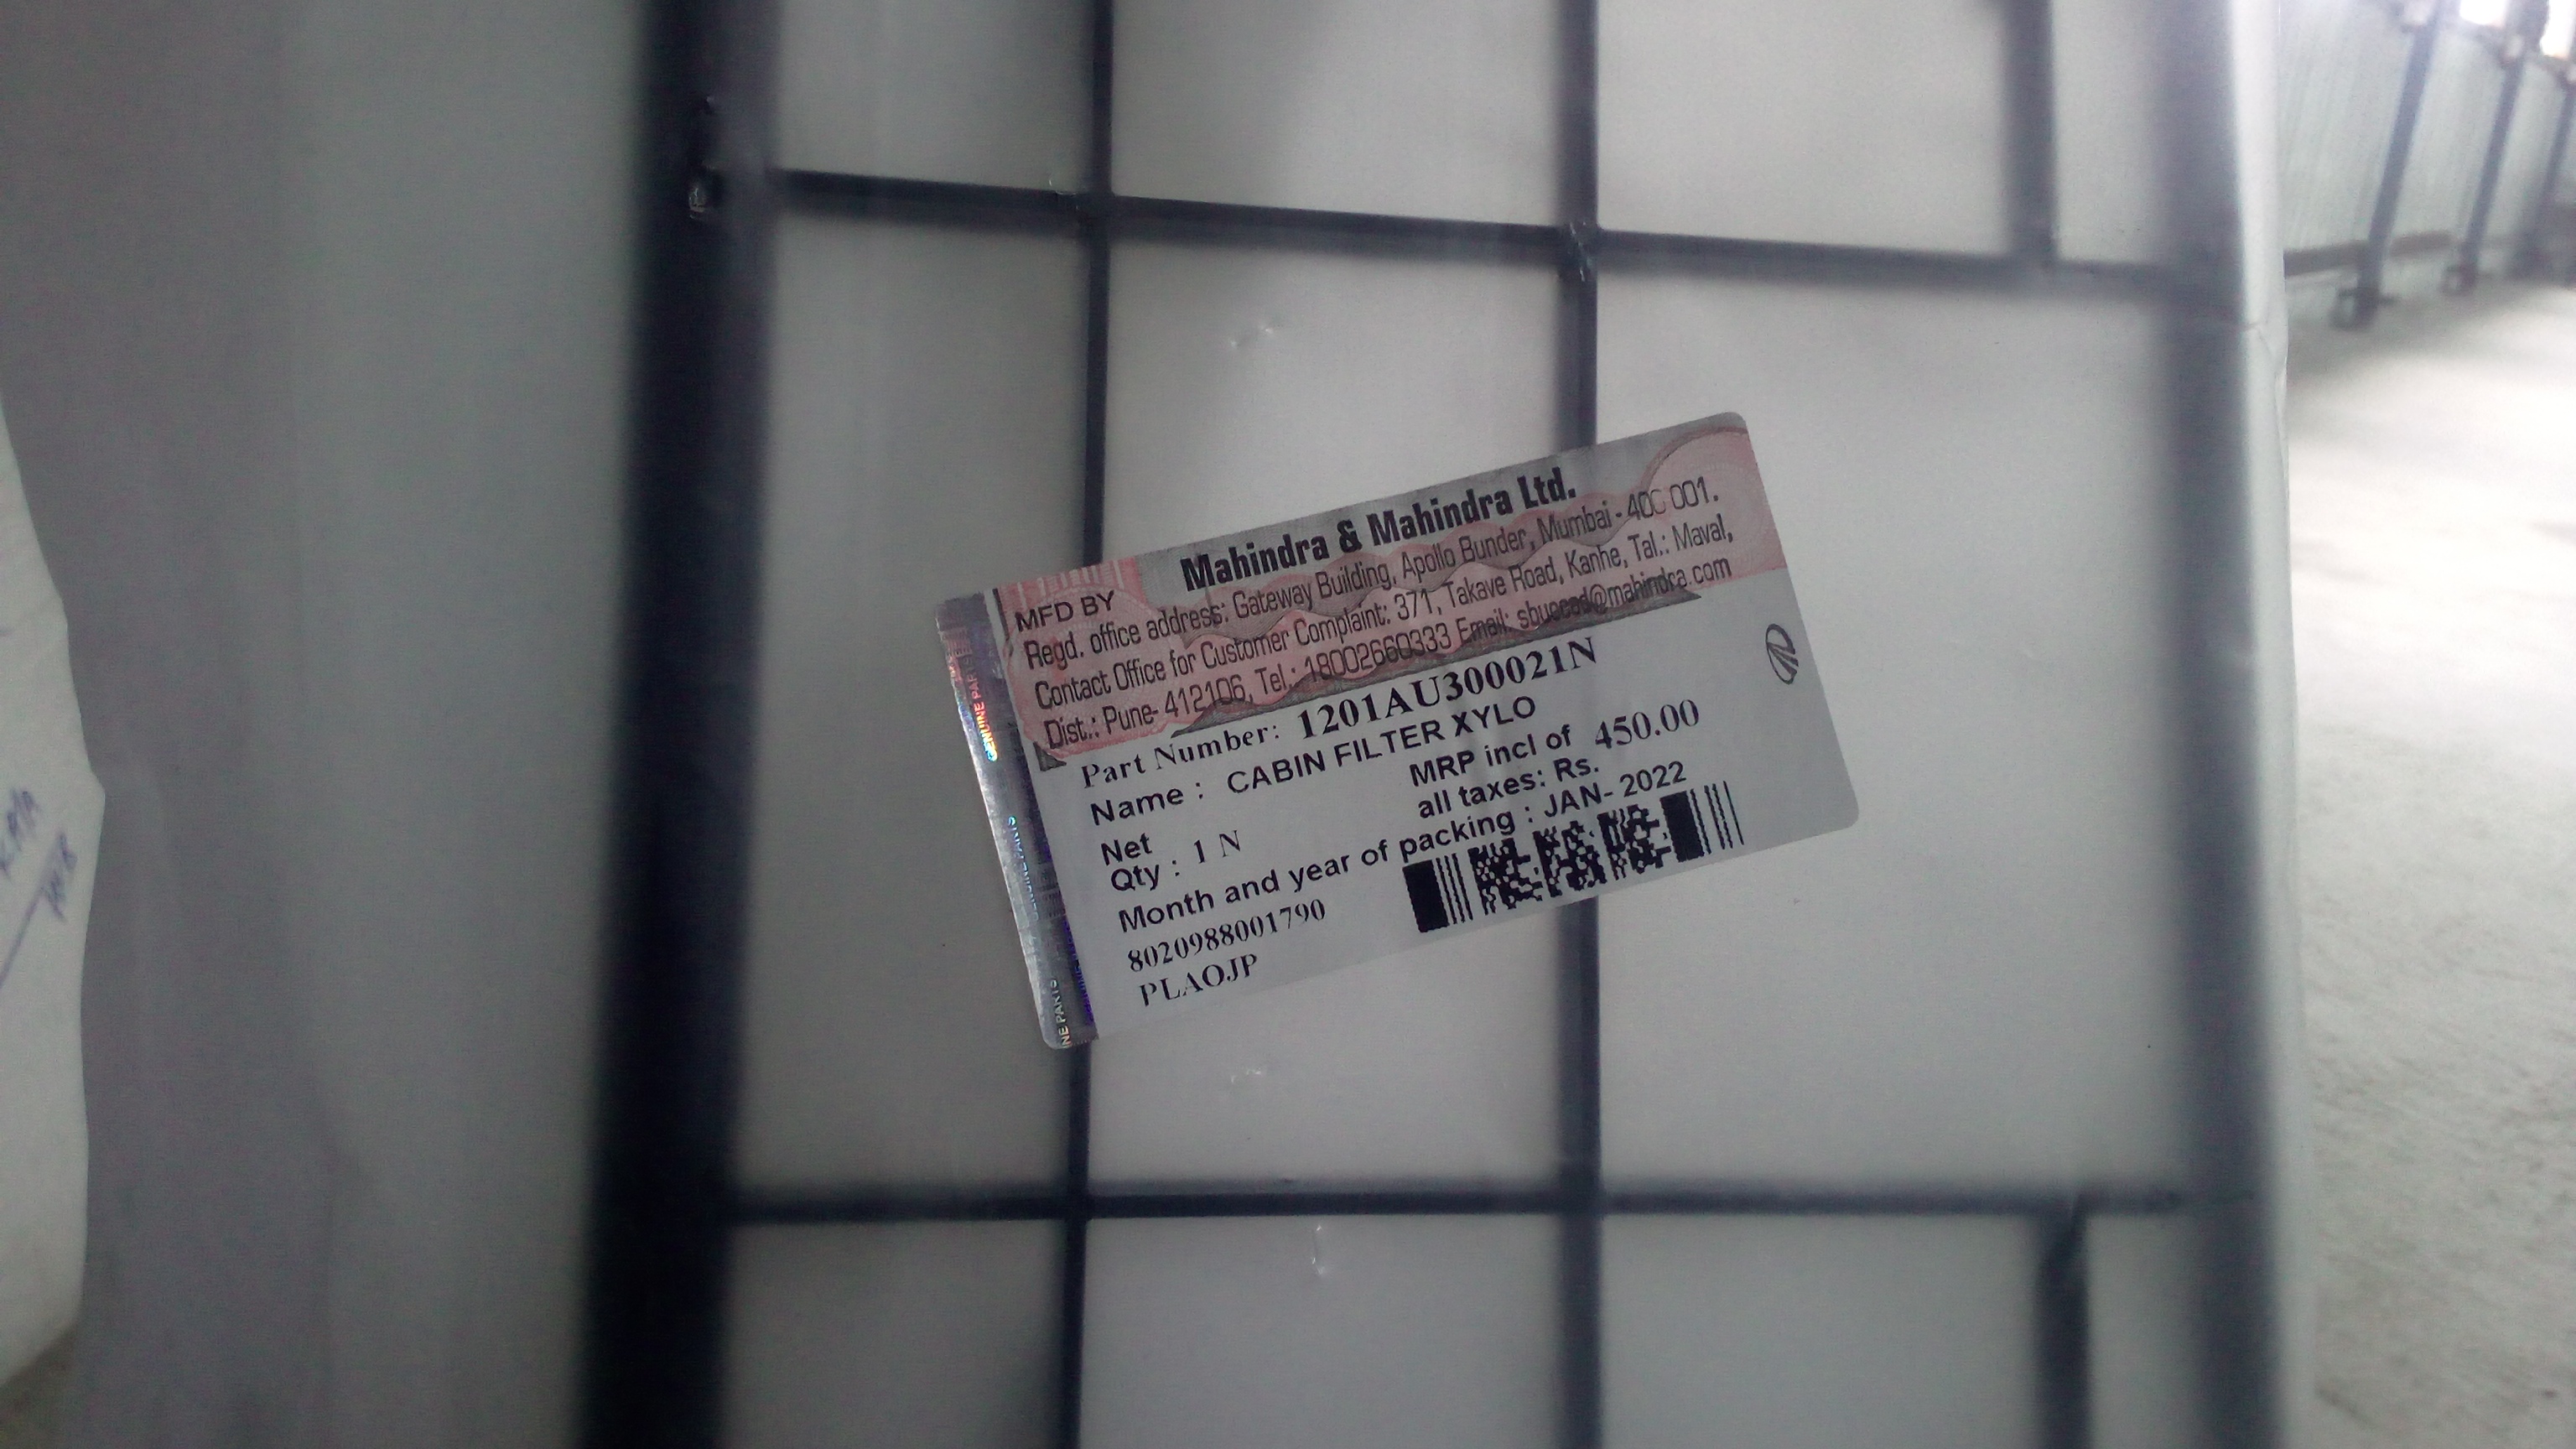 MFD BY
Mahindra & Mahindra Ltd.
Regd. office address: Gateway Building, Apollo Bunder, Mumbai - 400 001.
Contact Office for Customer Complaint: 371, Takave Road, Kanhe, Tal.: Maval,
Dist.: Pune- 412106, Tel.: 18002660333 Email: @mahindra.com
Part Number: 1201AU300021N
Name : CABIN FILTER XYLO
Net
Qty : 1 N
MRP incl of
all taxes: Rs. 450.00
Month and year of packing : JAN- 2022
8020988001790
PLAOJP
GENUINE PARTS